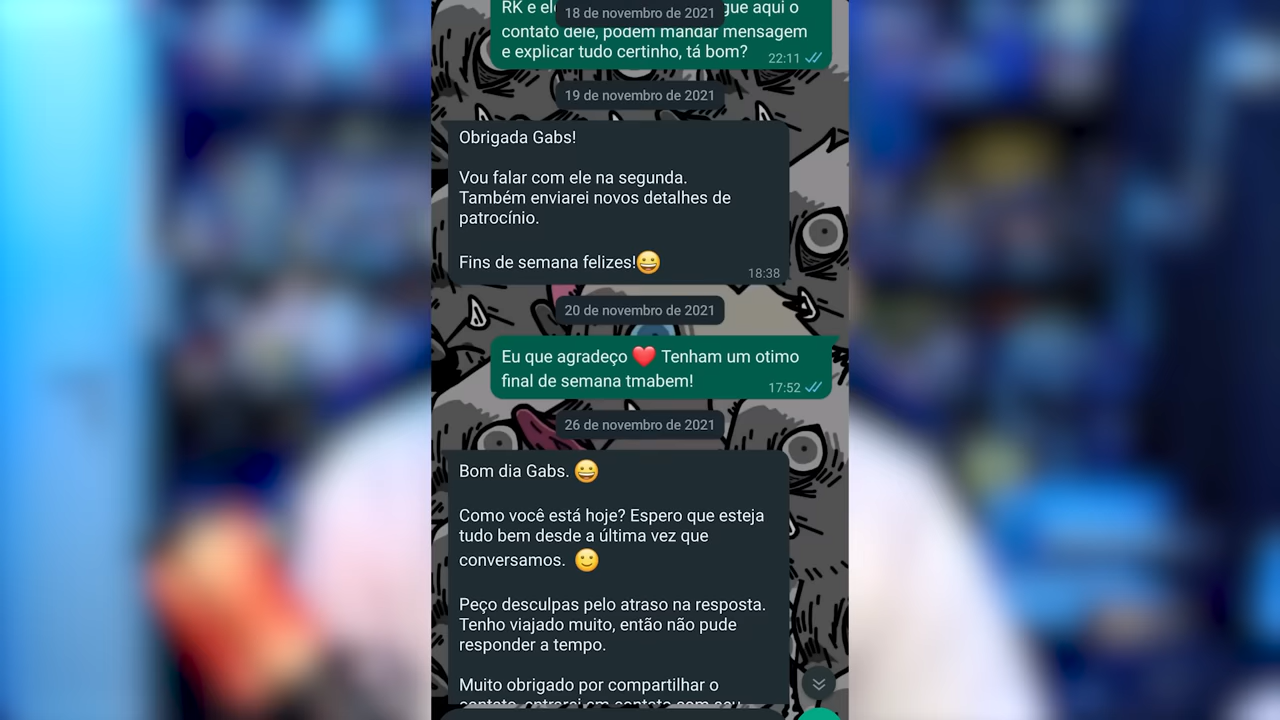 RK e
18 de novembro de 2021
gue aqui o
contato dele, podem mandar mensagem
e explicar tudo certinho, tá bom?
22:11
19 de novembro de 2021
Obrigada Gabs!
Vou falar com ele na segunda.
Também enviarei novos detalhes de
patrocínio.
Fins de semana felizes!😀
18:38
20 de novembro de 2021
Eu que agradeço ❤️ Tenham um otimo
final de semana tmabem!
17:52
26 de novembro de 2021
Bom dia Gabs. 😀
Como você está hoje? Espero que esteja
tudo bem desde a última vez que
conversamos. 🙂
Peço desculpas pelo atraso na resposta.
Tenho viajado muito, então não pude
responder a tempo.
Muito obrigado por compartilhar o
contato, entrarei em contato com seu